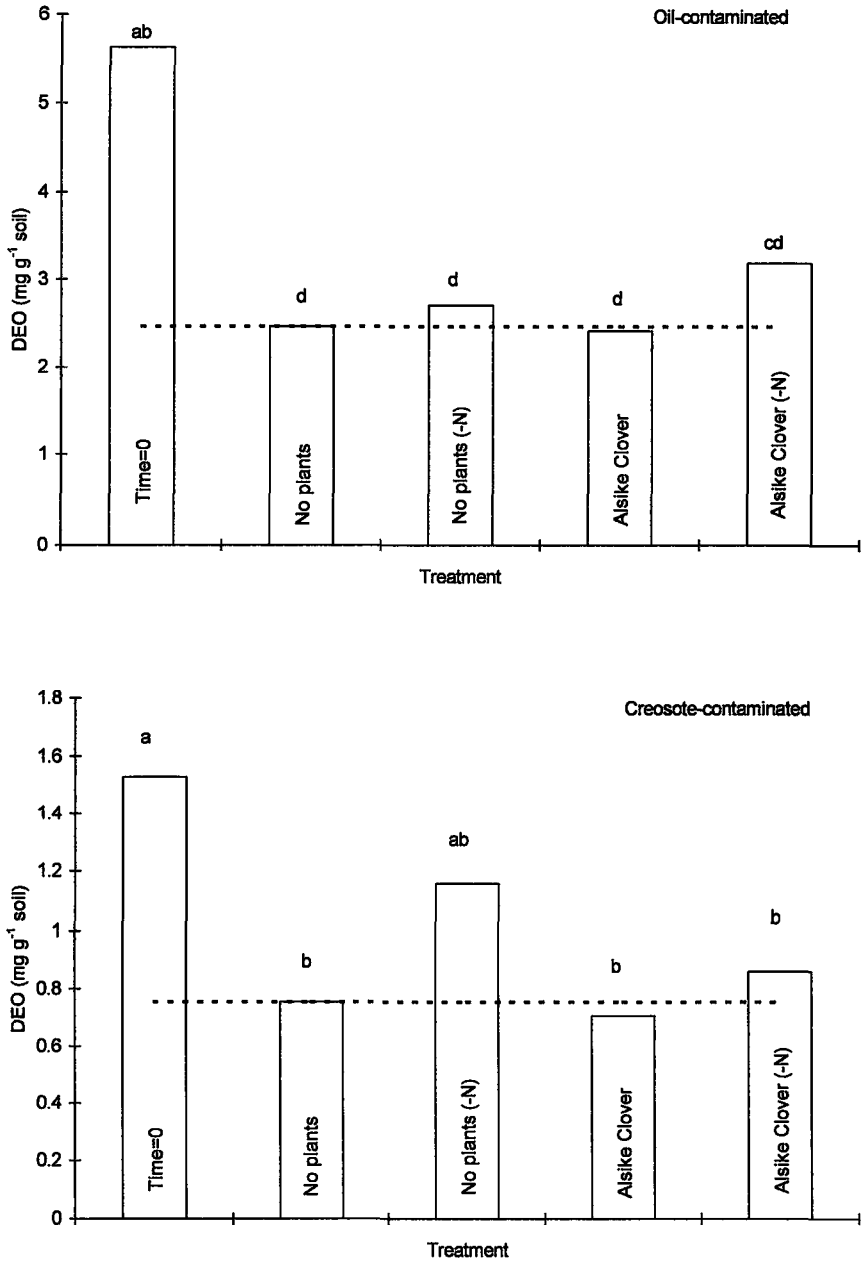 Oil-contaminated
6
5
4
3
2
1
0
DEO (mg g⁻¹ soil)
ab
d
d
d
cd
Time=0
No plants
No plants (-N)
Alsike Clover
Alsike Clover (-N)
Treatment
Creosote-contaminated
1.8
1.6
1.4
1.2
1
0.8
0.6
0.4
0.2
0
DEO (mg g⁻¹ soil)
a
b
ab
b
b
Time=0
No plants
No plants (-N)
Alsike Clover
Alsike Clover (-N)
Treatment